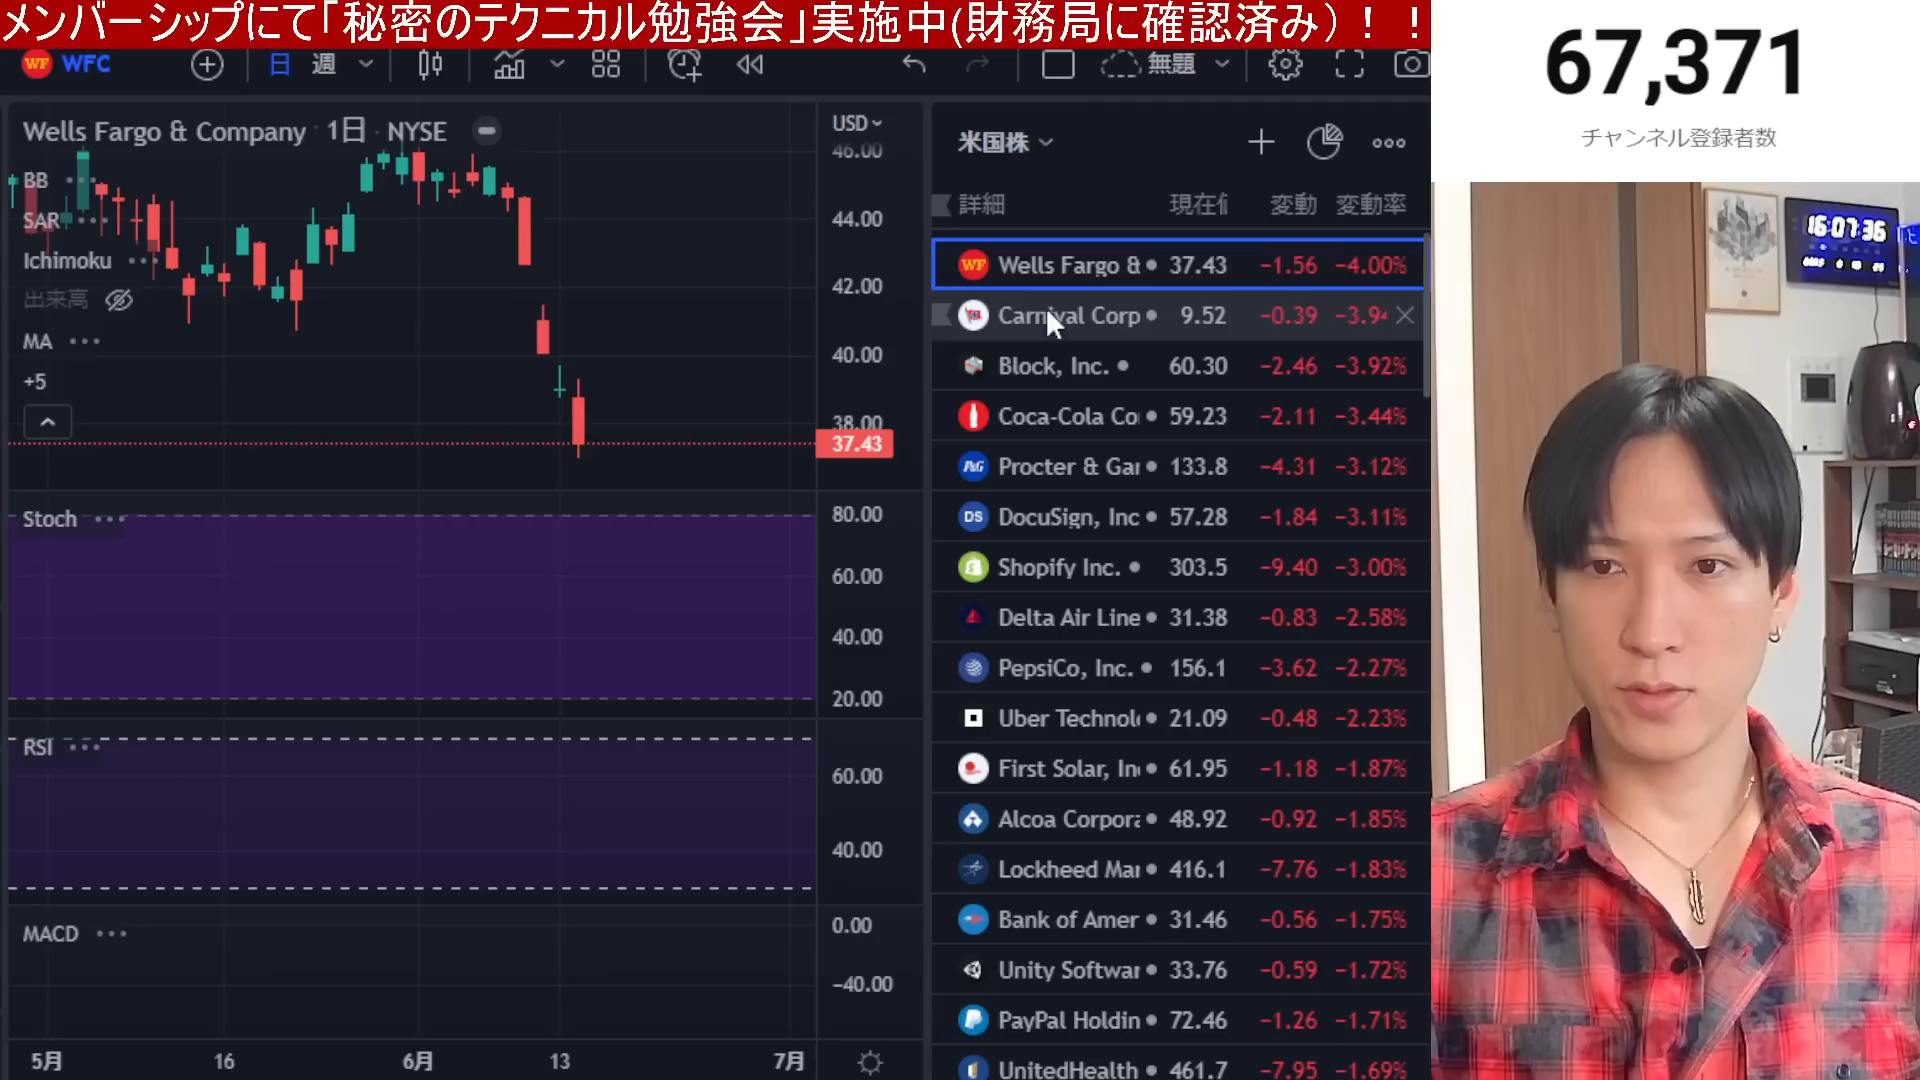 メンバーシップにて「秘密のテクニカル勉強会」実施中(財務局に確認済み)！！
WFC
日 週
無題
67,371
チャンネル登録者数
Wells Fargo & Company · 1日 · NYSE
USD
BB
SAR
Ichimoku
出来高
MA
+5
46.00
44.00
42.00
40.00
38.00
37.43
Stoch
80.00
60.00
40.00
20.00
RSI
60.00
40.00
MACD
0.00
−40.00
5月 16 6月 13 7月
米国株
詳細 現在値 変動 変動率
Wells Fargo & 37.43 −1.56 −4.00%
Carnival Corp 9.52 −0.39 −3.94
Block, Inc. 60.30 −2.46 −3.92%
Coca-Cola Co 59.23 −2.11 −3.44%
Procter & Gar 133.8 −4.31 −3.12%
DocuSign, Inc 57.28 −1.84 −3.11%
Shopify Inc. 303.5 −9.40 −3.00%
Delta Air Line 31.38 −0.83 −2.58%
PepsiCo, Inc. 156.1 −3.62 −2.27%
Uber Technol 21.09 −0.48 −2.23%
First Solar, In 61.95 −1.18 −1.87%
Alcoa Corpora 48.92 −0.92 −1.85%
Lockheed Mar 416.1 −7.76 −1.83%
Bank of Amer 31.46 −0.56 −1.75%
Unity Softwar 33.76 −0.59 −1.72%
PayPal Holdin 72.46 −1.26 −1.71%
UnitedHealth 461.7 −7.95 −1.69%
16:07:36